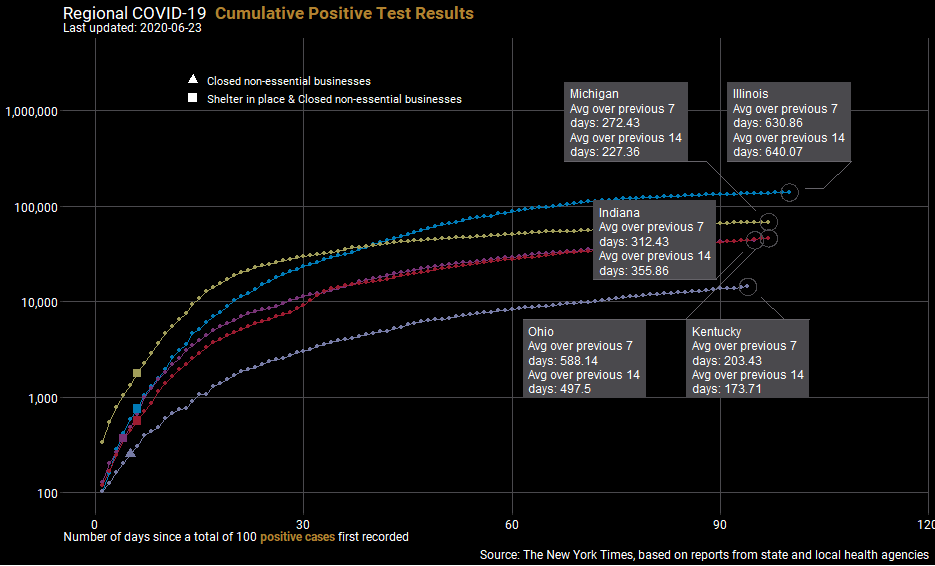 Regional COVID-19 Cumulative Positive Test Results
Last updated: 2020-06-23
Closed non-essential businesses
Shelter in place & Closed non-essential businesses
Michigan
Avg over previous 7
days: 272.43
Avg over previous 14
days: 227.36
Illinois
Avg over previous 7
days: 630.86
Avg over previous 14
days: 640.07
1,000,000
100,000
10,000
1,000
100
Indiana
Avg over previous 7
days: 312.43
Avg over previous 14
days: 355.86
Ohio
Avg over previous 7
days: 588.14
Avg over previous 14
days: 497.5
Kentucky
Avg over previous 7
days: 203.43
Avg over previous 14
days: 173.71
0 30 60 90 120
Number of days since a total of 100 positive cases first recorded
Source: The New York Times, based on reports from state and local health agencies